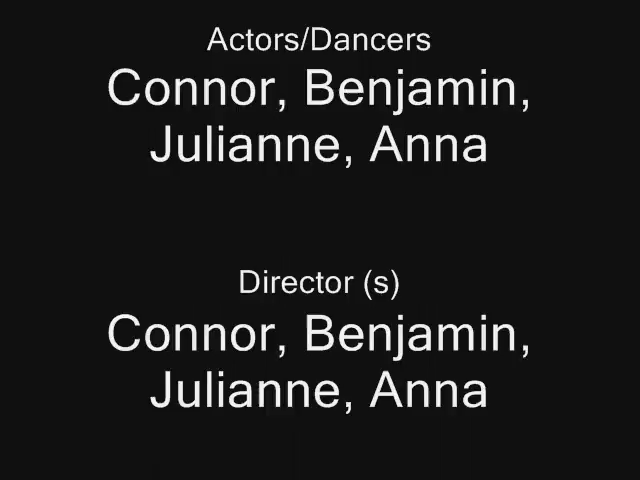 Actors/Dancers
Connor, Benjamin,
Julianne, Anna
Director (s)
Connor, Benjamin,
Julianne, Anna